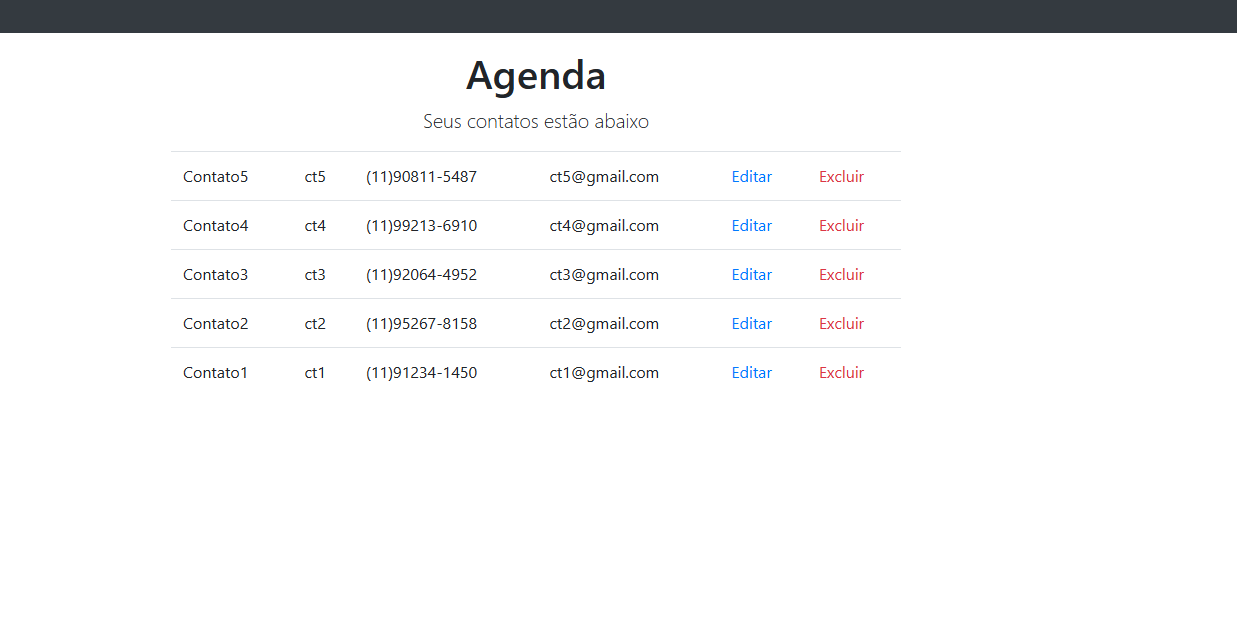 Agenda
Seus contatos estão abaixo
Contato5 ct5 (11)90811-5487 ct5@gmail.com Editar Excluir
Contato4 ct4 (11)99213-6910 ct4@gmail.com Editar Excluir
Contato3 ct3 (11)92064-4952 ct3@gmail.com Editar Excluir
Contato2 ct2 (11)95267-8158 ct2@gmail.com Editar Excluir
Contato1 ct1 (11)91234-1450 ct1@gmail.com Editar Excluir